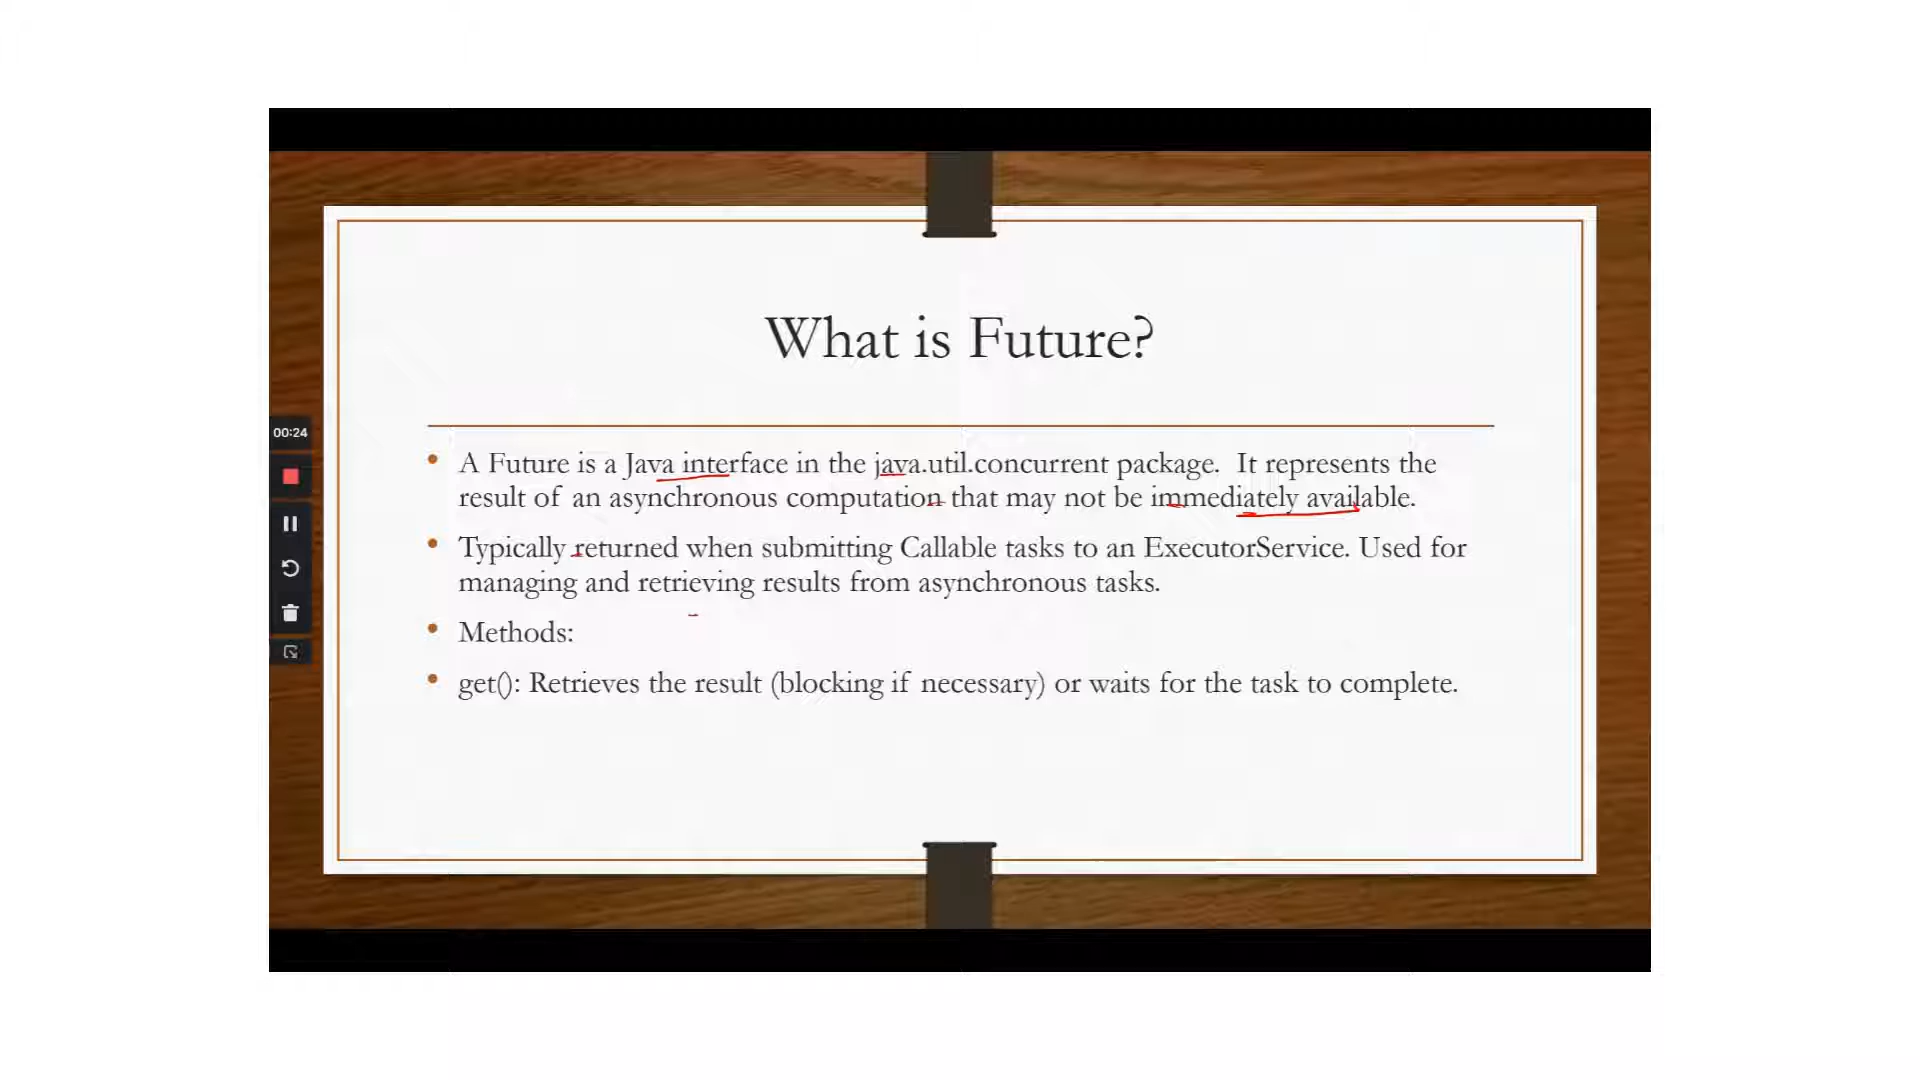 What is Future?
00:24
• A Future is a Java interface in the java.util.concurrent package. It represents the
result of an asynchronous computation that may not be immediately available.
• Typically returned when submitting Callable tasks to an ExecutorService. Used for
managing and retrieving results from asynchronous tasks.
• Methods:
• get(): Retrieves the result (blocking if necessary) or waits for the task to complete.